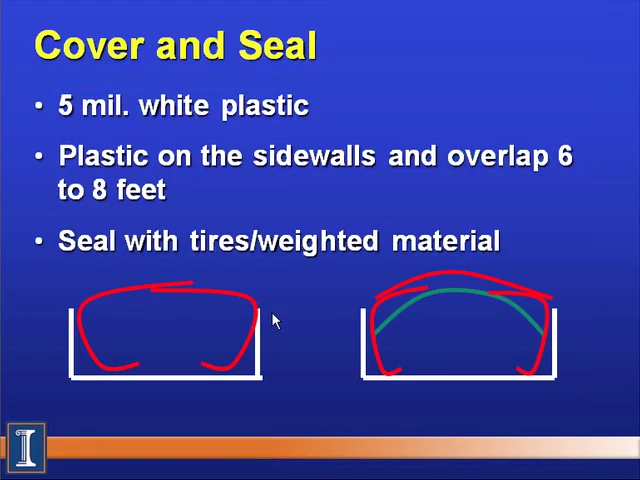 Cover and Seal
• 5 mil. white plastic
• Plastic on the sidewalls and overlap 6
to 8 feet
• Seal with tires/weighted material
I